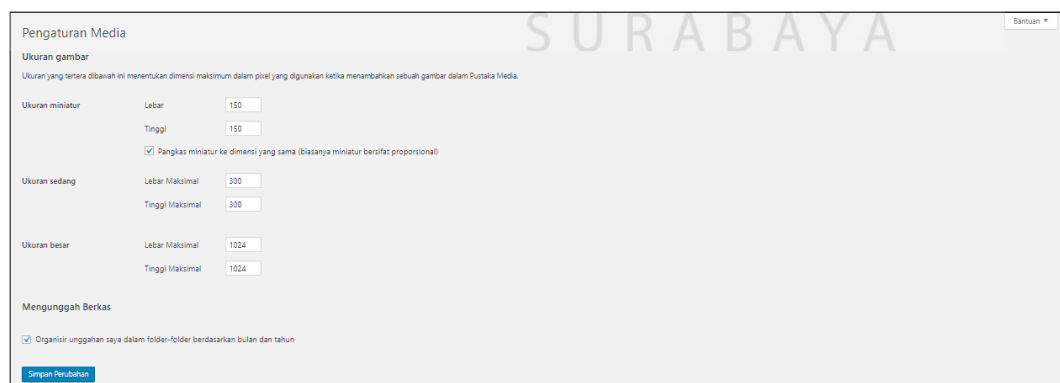 SURABAYA
Bantuan
Pengaturan Media
Ukuran gambar
Ukuran yang tertera dibawah ini menentukan dimensi maksimum dalam pixel yang digunakan ketika menambahkan sebuah gambar dalam Pustaka Media.
Ukuran miniatur Lebar 150
Tinggi 150
Pangkas miniatur ke dimensi yang sama (biasanya miniatur bersifat proporsional)
Ukuran sedang Lebar Maksimal 300
Tinggi Maksimal 300
Ukuran besar Lebar Maksimal 1024
Tinggi Maksimal 1024
Mengunggah Berkas
Organisir unggahan saya dalam folder-folder berdasarkan bulan dan tahun
Simpan Perubahan